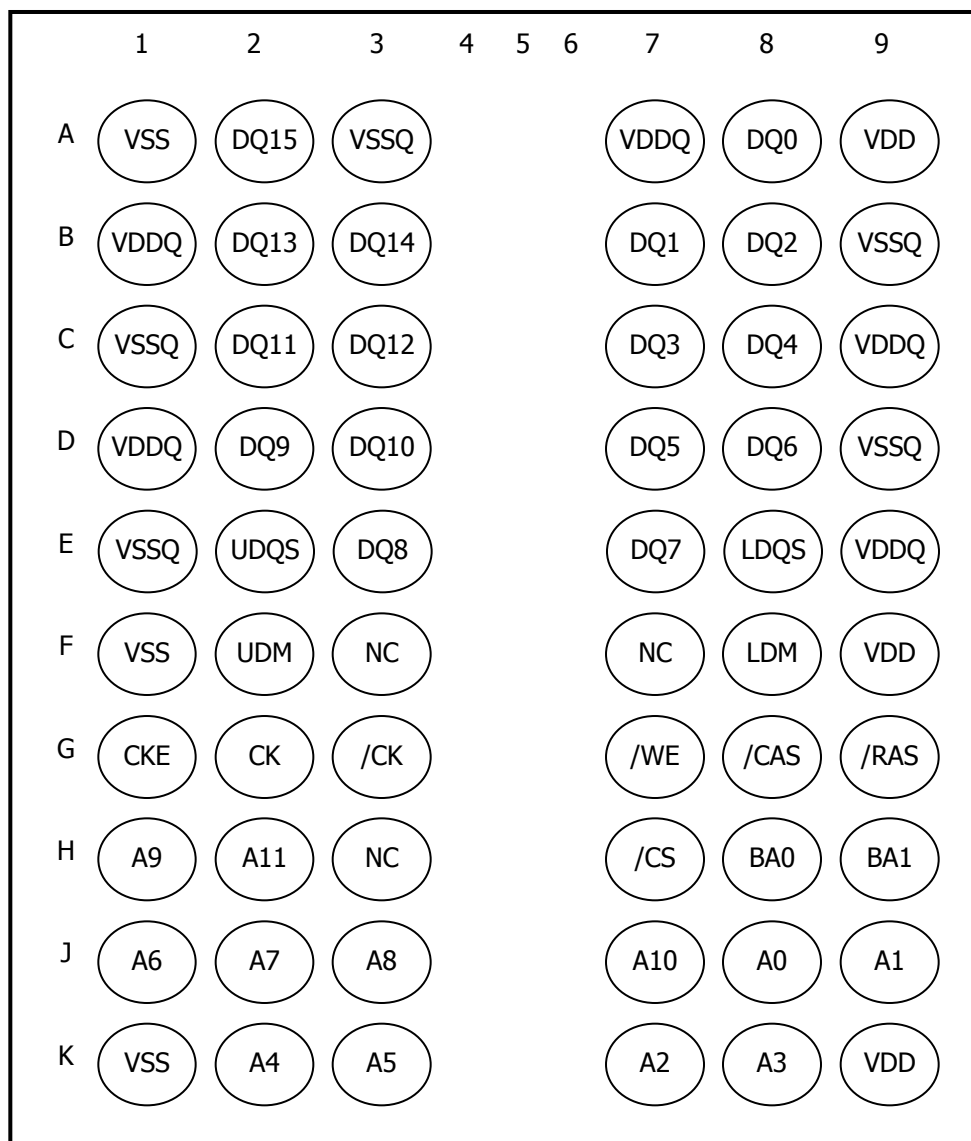 1 2 3 4 5 6 7 8 9
A VSS DQ15 VSSQ VDDQ DQ0 VDD
B VDDQ DQ13 DQ14 DQ1 DQ2 VSSQ
C VSSQ DQ11 DQ12 DQ3 DQ4 VDDQ
D VDDQ DQ9 DQ10 DQ5 DQ6 VSSQ
E VSSQ UDQS DQ8 DQ7 LDQS VDDQ
F VSS UDM NC NC LDM VDD
G CKE CK /CK /WE /CAS /RAS
H A9 A11 NC /CS BA0 BA1
J A6 A7 A8 A10 A0 A1
K VSS A4 A5 A2 A3 VDD